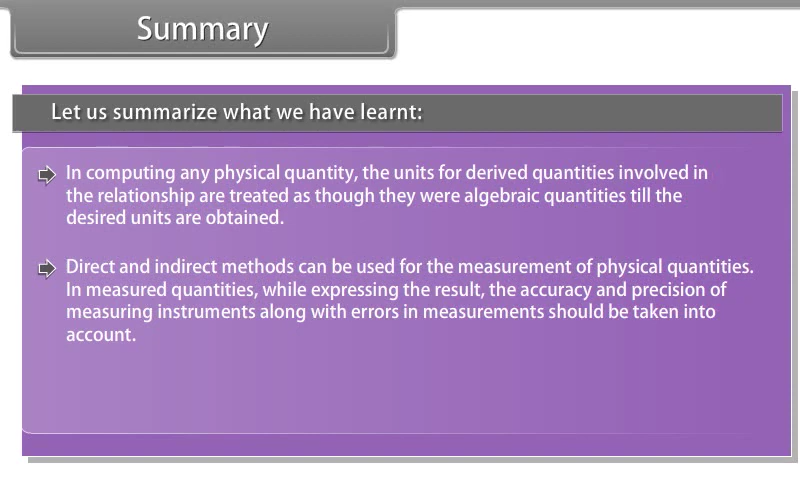 Summary
Let us summarize what we have learnt:
In computing any physical quantity, the units for derived quantities involved in
the relationship are treated as though they were algebraic quantities till the
desired units are obtained.
Direct and indirect methods can be used for the measurement of physical quantities.
In measured quantities, while expressing the result, the accuracy and precision of
measuring instruments along with errors in measurements should be taken into
account.